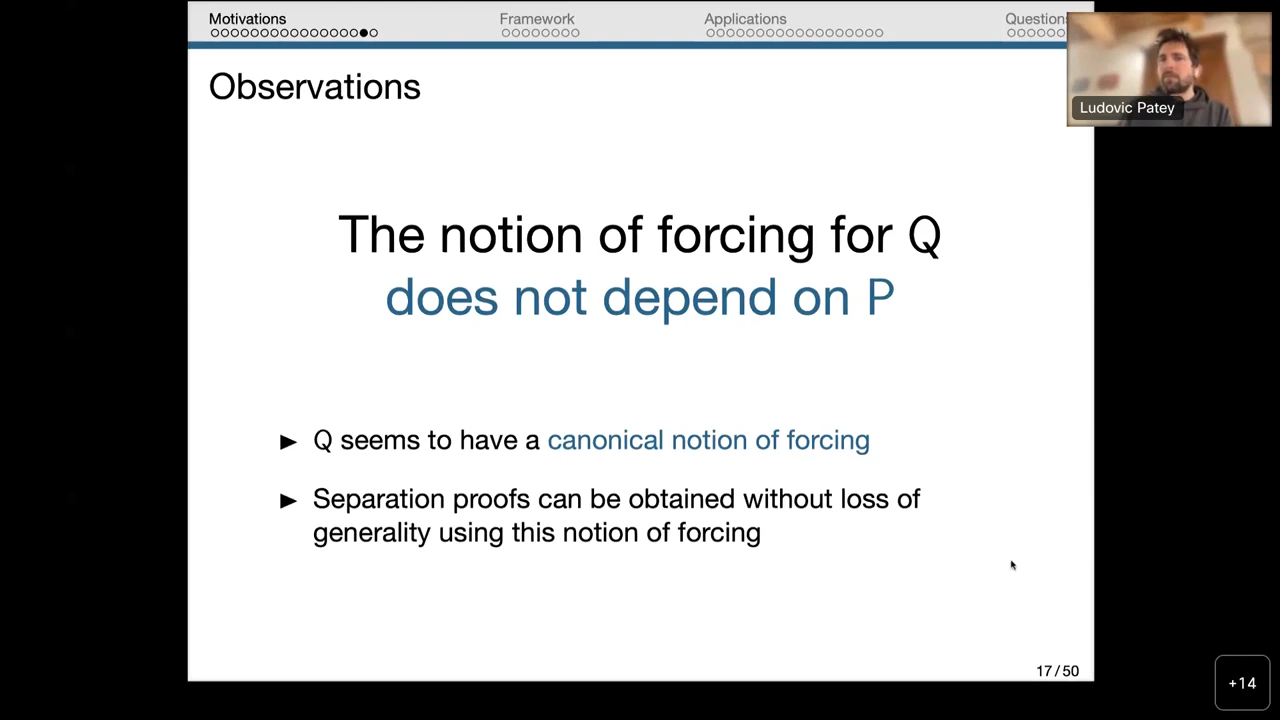 Motivations Framework Applications Question
Ludovic Patey
Observations
The notion of forcing for Q
does not depend on P
► Q seems to have a canonical notion of forcing
► Separation proofs can be obtained without loss of
generality using this notion of forcing
17/50
+14